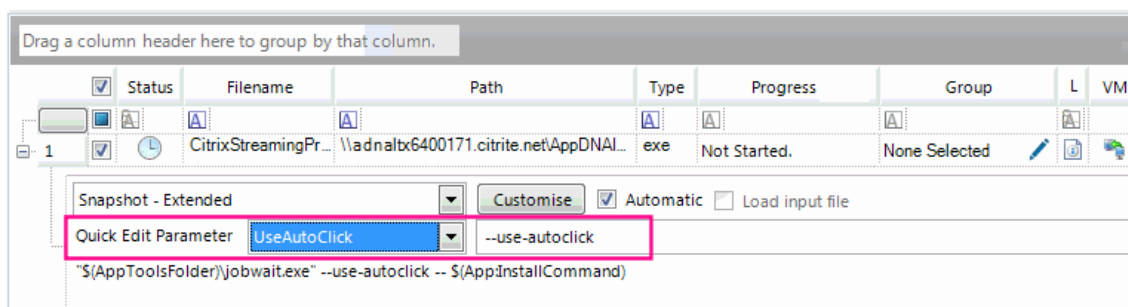 Drag a column header here to group by that column.
Status Filename Path Type Progress Group L VM
A A A A A A A
1 CitrixStreamingPr... \\adnaltx6400171.citrite.net\AppDNAI... exe Not Started. None Selected
Snapshot - Extended Customise Automatic Load input file
Quick Edit Parameter UseAutoClick --use-autoclick
"$(AppToolsFolder)\jobwait.exe" --use-autoclick -- $(App:InstallCommand)